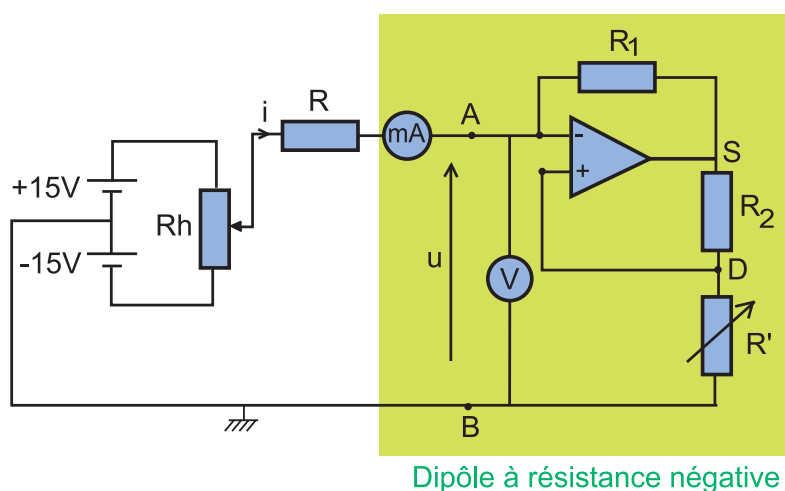 R₁
i
R
A
mA
-
S
+
+15V
Rh
R₂
-15V
u
V
D
R'
B
Dipôle à résistance négative